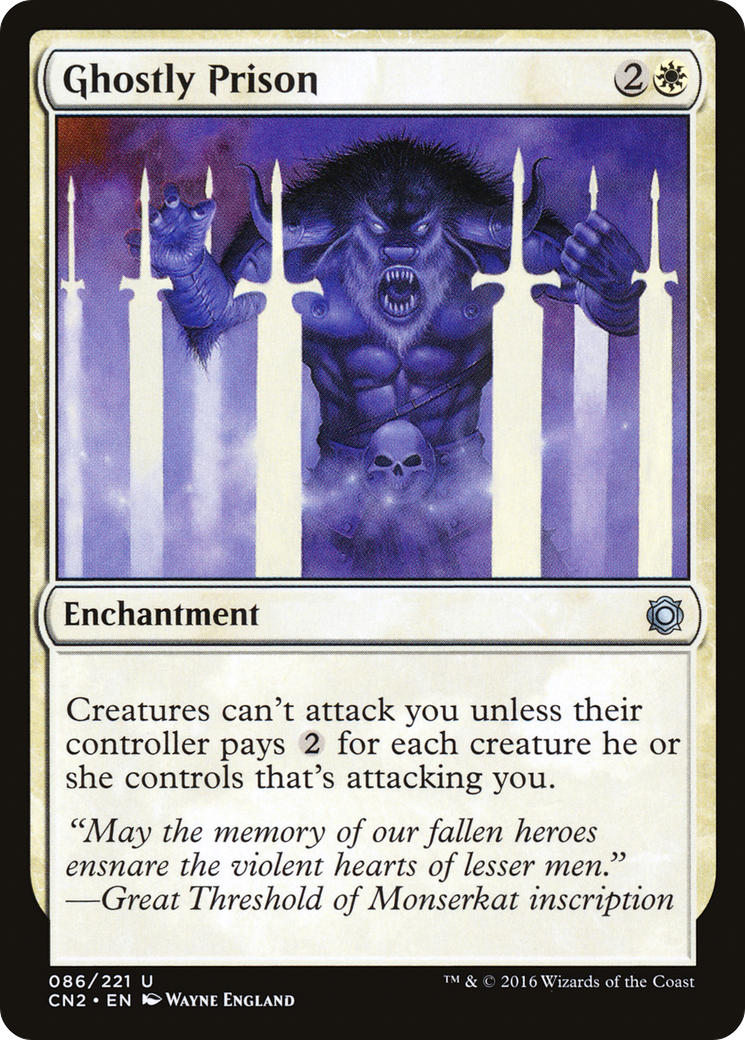 Ghostly Prison 2
Enchantment
Creatures can't attack you unless their
controller pays 2 for each creature he or
she controls that's attacking you.
“May the memory of our fallen heroes
ensnare the violent hearts of lesser men.”
—Great Threshold of Monserkat inscription
086/221 U
CN2 • EN Wayne England
™ & © 2016 Wizards of the Coast